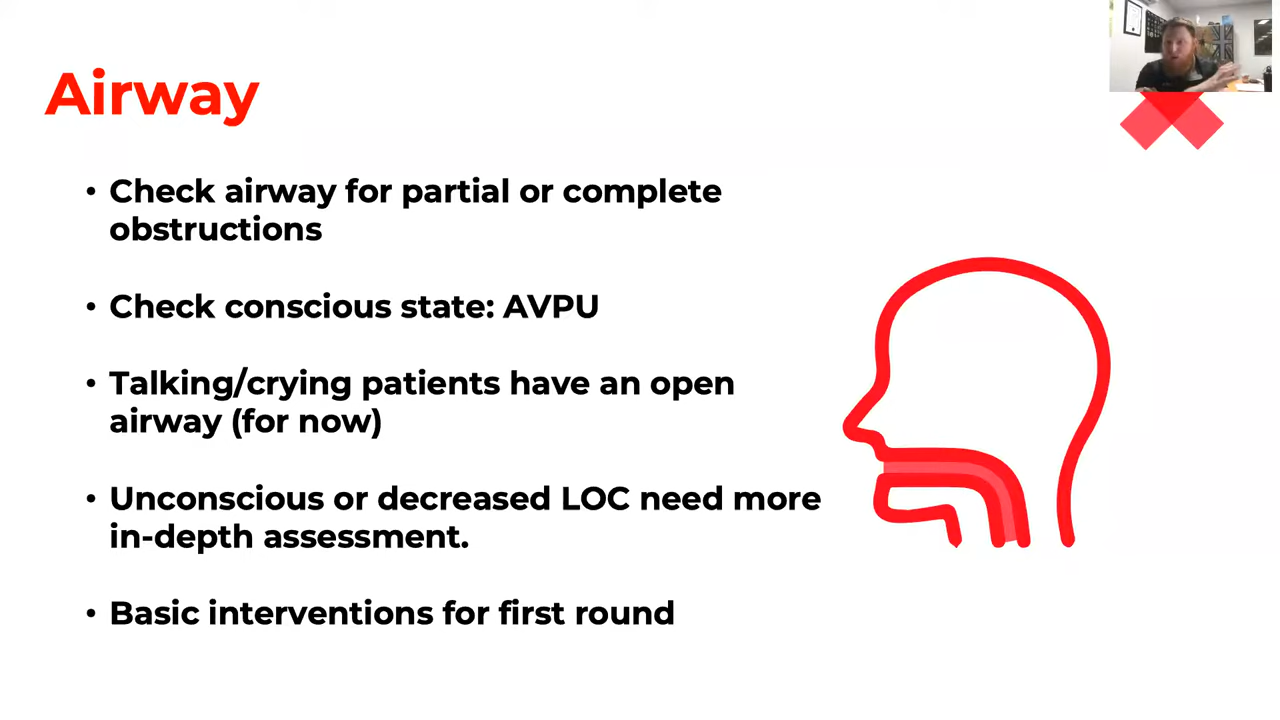 Airway
• Check airway for partial or complete
obstructions
• Check conscious state: AVPU
• Talking/crying patients have an open
airway (for now)
• Unconscious or decreased LOC need more
in-depth assessment.
• Basic interventions for first round